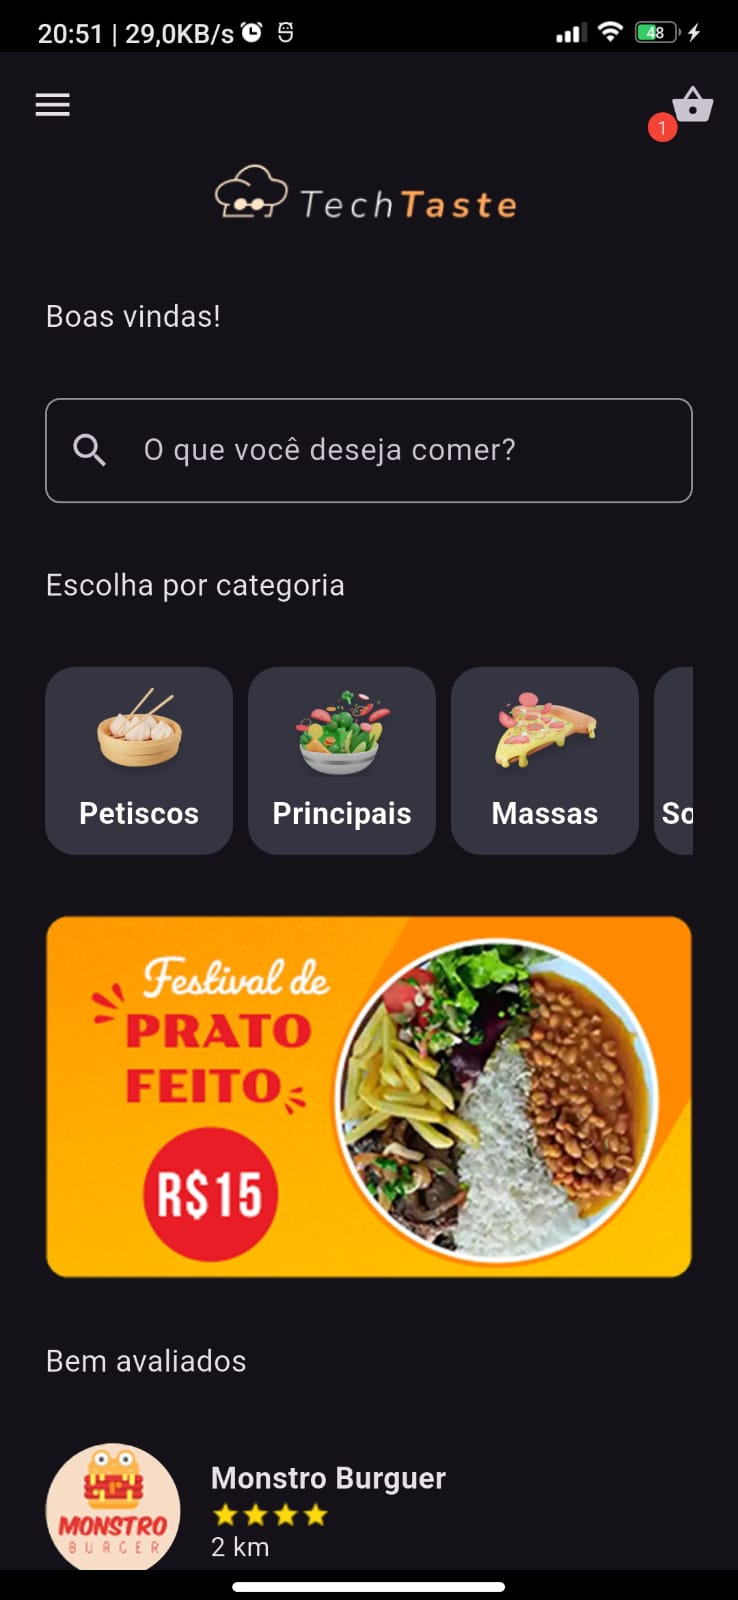 20:51 | 29,0KB/s
48
1
TechTaste
Boas vindas!
O que você deseja comer?
Escolha por categoria
Petiscos
Principais
Massas
So
Festival de
PRATO
FEITO
R$15
Bem avaliados
Monstro Burguer
MONSTRO
BURGER
2 km